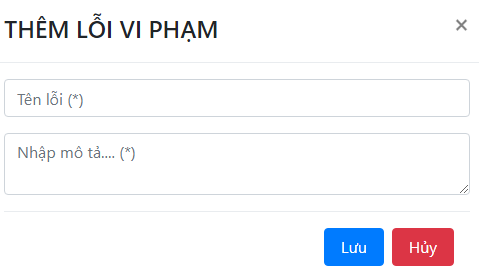 THÊM LỖI VI PHẠM
×
Tên lỗi (*)
Nhập mô tả.... (*)
Lưu
Hủy